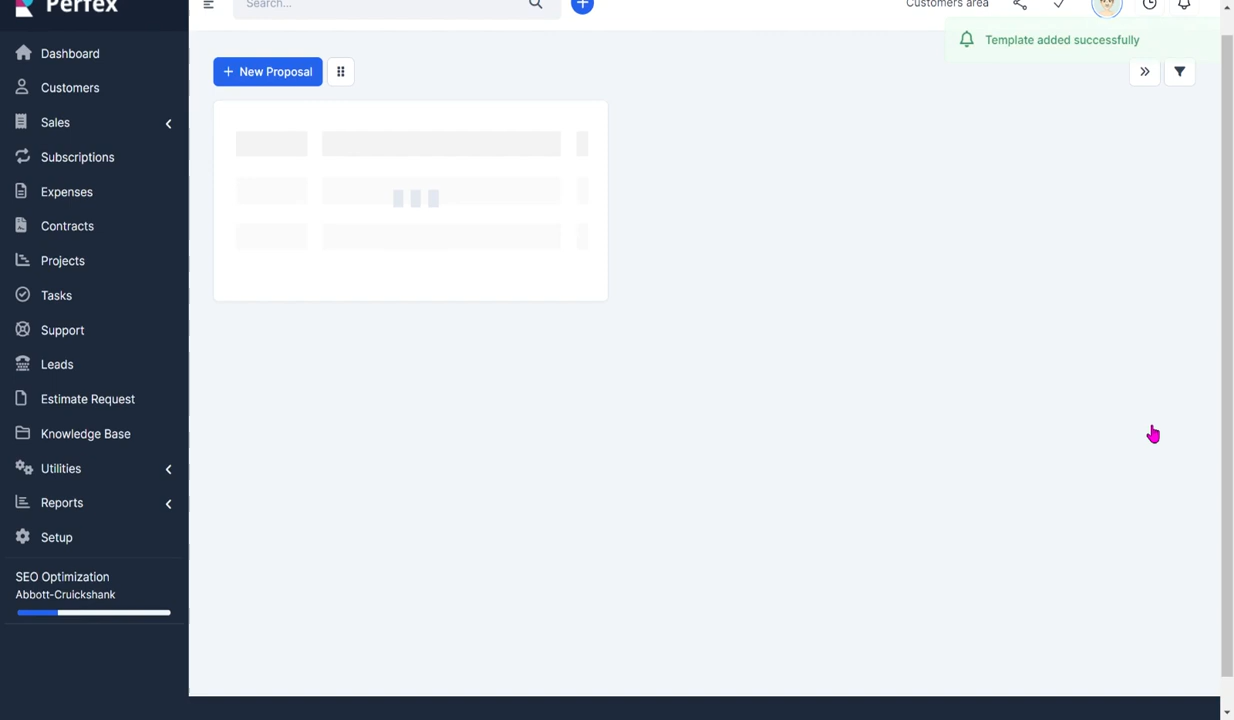 Perfex
Search...
Customers area
Template added successfully
Dashboard
Customers
Sales
Subscriptions
Expenses
Contracts
Projects
Tasks
Support
Leads
Estimate Request
Knowledge Base
Utilities
Reports
Setup
SEO Optimization
Abbott-Cruickshank
+ New Proposal